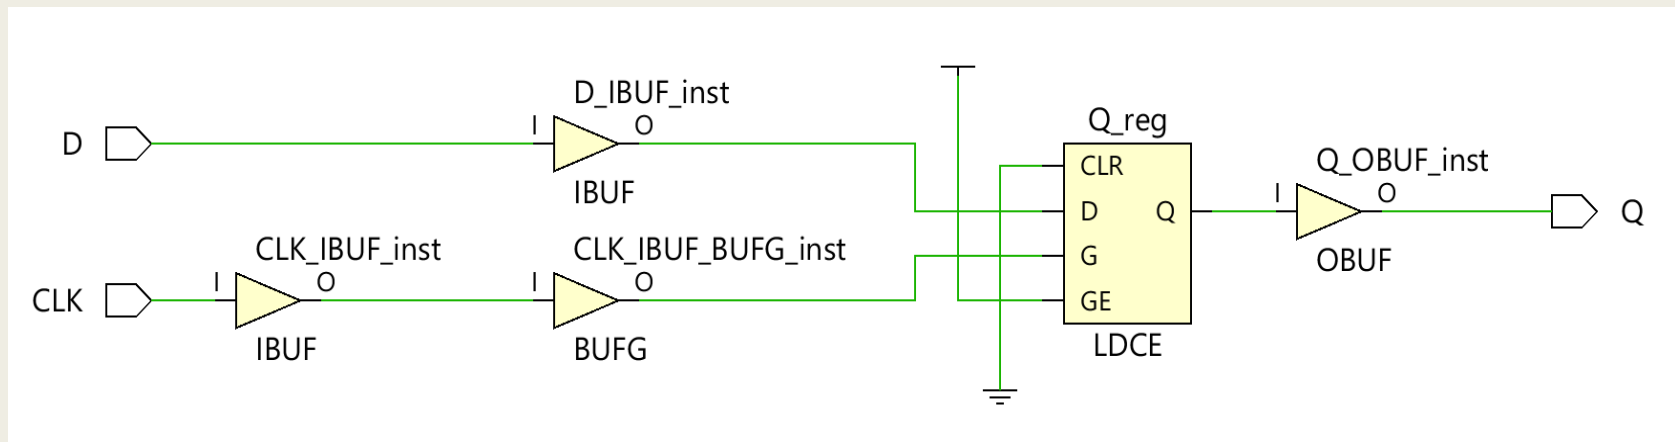 D_IBUF_inst
D
I
O
IBUF
CLK_IBUF_inst
CLK
I
O
IBUF
CLK_IBUF_BUFG_inst
I
O
BUFG
Q_reg
CLR
D
Q
G
GE
LDCE
Q_OBUF_inst
I
O
OBUF
Q